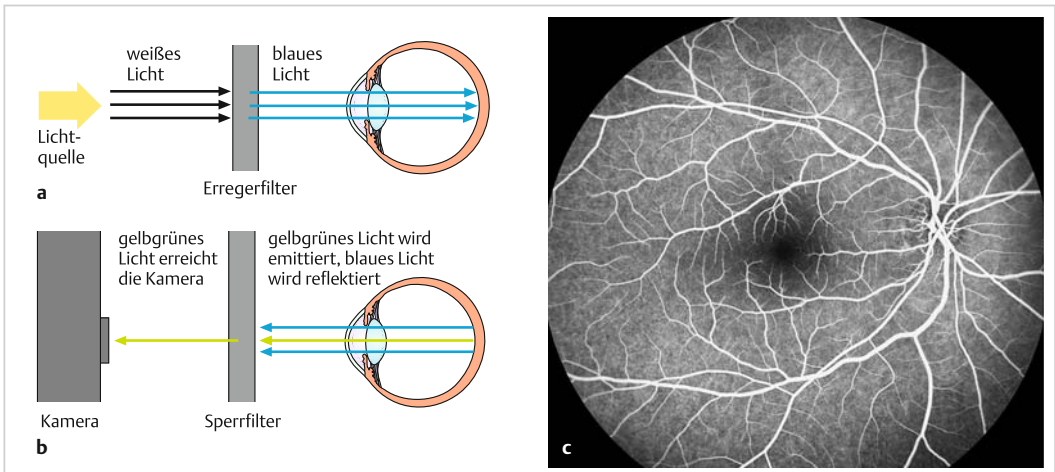 weißes
Licht
blaues
Licht
Licht-
quelle
Erregerfilter
a
gelbgrünes
Licht erreicht
die Kamera
gelbgrünes Licht wird
emittiert, blaues Licht
wird reflektiert
Kamera
Sperrfilter
b
c